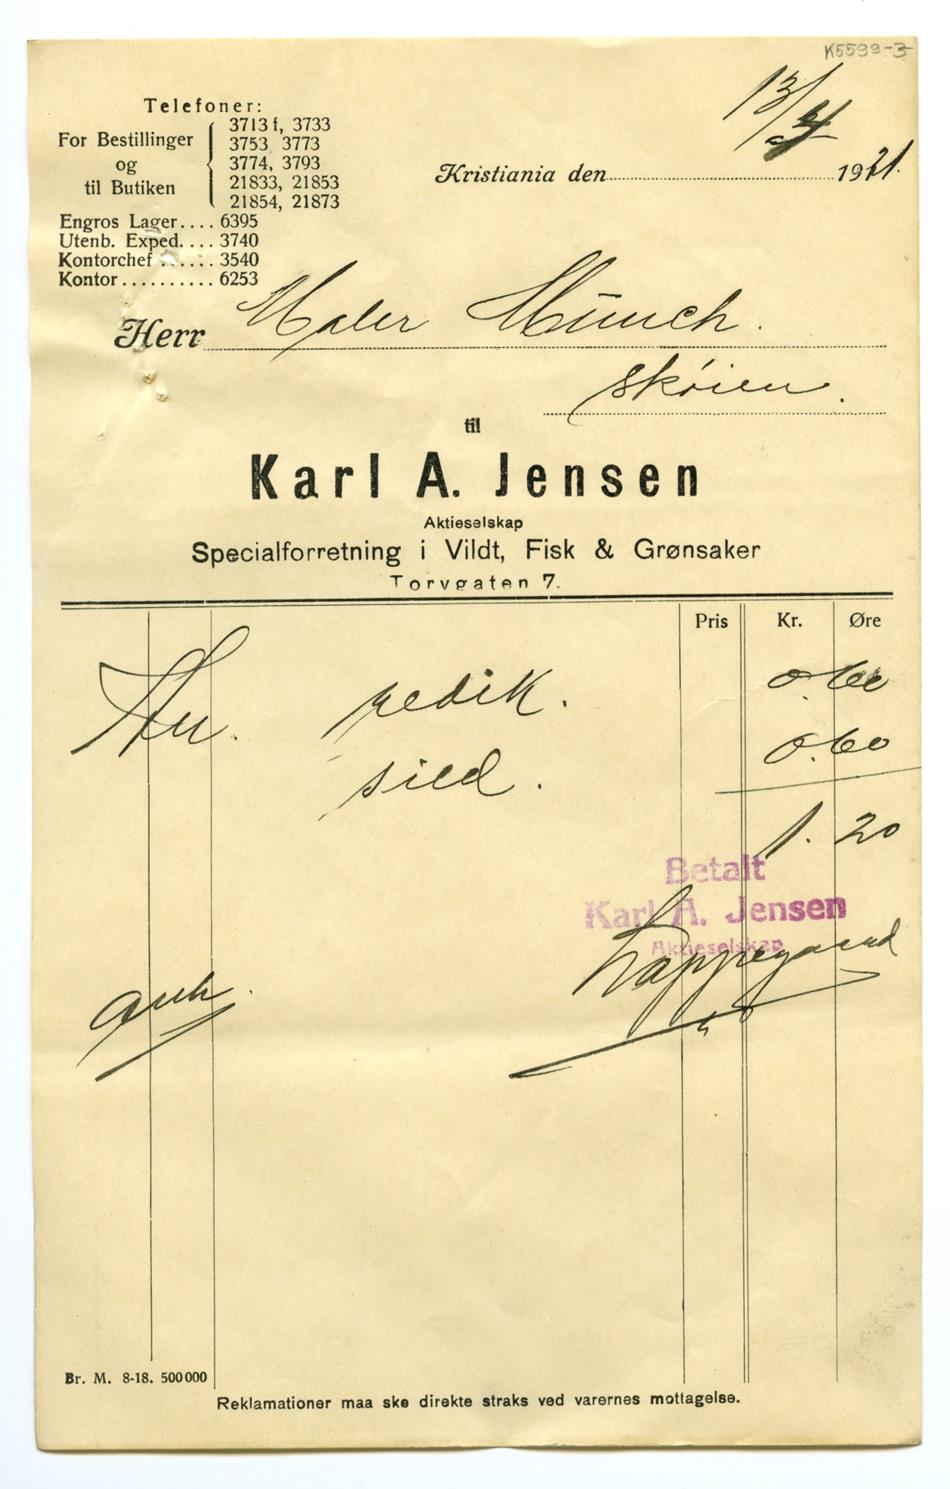 K5599-3
Telefoner:
For Bestillinger
og
til Butiken
3713 f, 3733
3753 3773
3774, 3793
21833, 21853
21854, 21873
Engros Lager.... 6395
Utenb. Exped.... 3740
Kontorchef ...... 3540
Kontor .......... 6253
13/
Kristiania den 1921.
Herr Maler Münch.
Skøien.
til
Karl A. Jensen
Aktieselskap
Specialforretning i Vildt, Fisk & Grønsaker
Torvgaten 7.
Pris Kr. Øre
redik. 0.60
sild. 0.60
1.20
Betalt
Karl A. Jensen
Aktieselskap
Loppegaard
Br. M. 8-18. 500000
Reklamationer maa ske direkte straks ved varernes mottagelse.